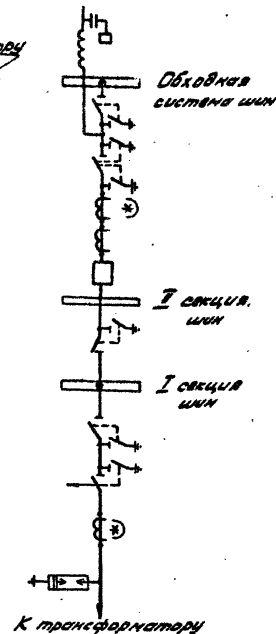 Обходная
система шин
II секция
шин
I секция
шин
К трансформатору